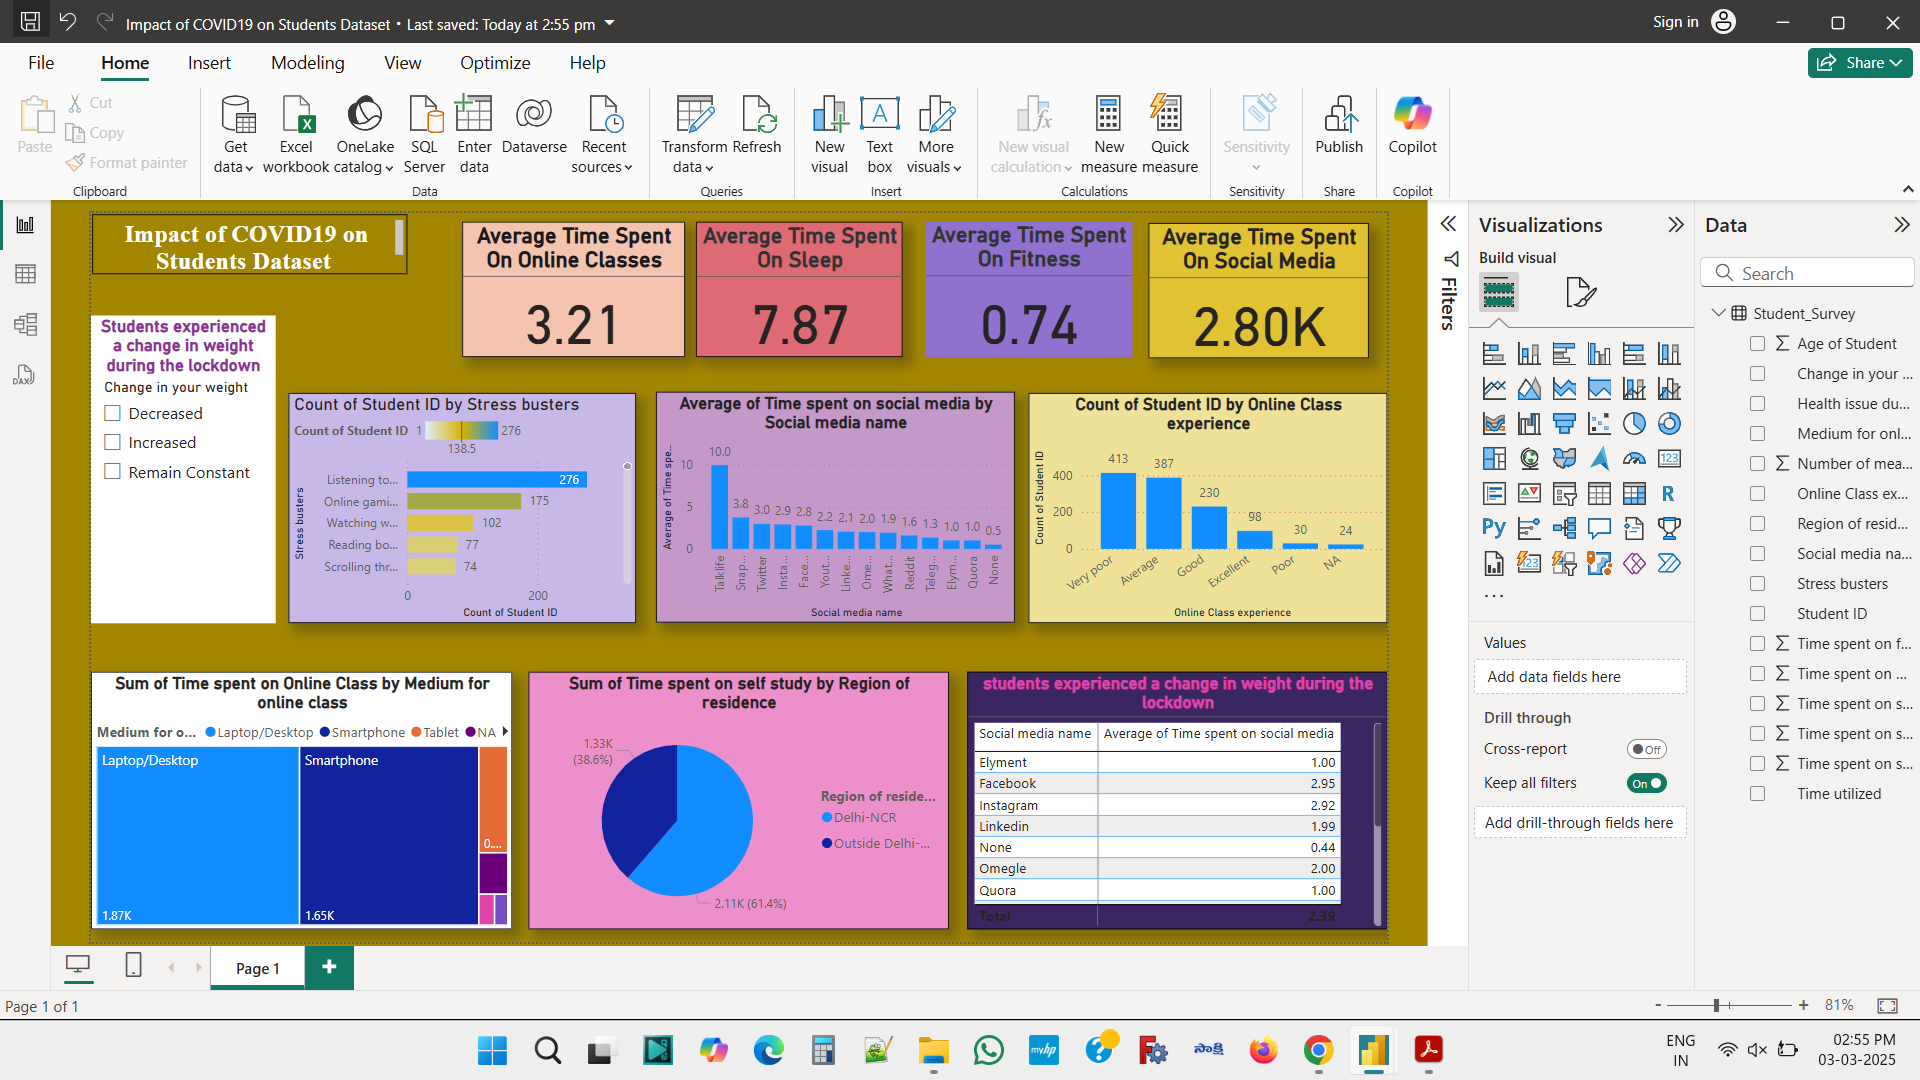 Impact of COVID19 on Students Dataset • Last saved: Today at 2:55 pm
Sign in
File
Home
Insert
Modeling
View
Optimize
Help
Share
Paste
Cut
Copy
Format painter
Clipboard
Get data
Excel workbook
OneLake catalog
SQL Server
Enter data
Dataverse
Recent sources
Data
Transform data
Refresh
Queries
New visual
Text box
More visuals
Insert
New visual calculation
New measure
Quick measure
Calculations
Sensitivity
Sensitivity
Publish
Share
Copilot
Copilot
Impact of COVID19 on
Students Dataset
Average Time Spent
On Online Classes
3.21
Average Time Spent
On Sleep
7.87
Average Time Spent
On Fitness
0.74
Average Time Spent
On Social Media
2.80K
Students experienced
a change in weight
during the lockdown
Change in your weight
Decreased
Increased
Remain Constant
Count of Student ID by Stress busters
Count of Student ID 1 276
138.5
Stress busters
Listening to... 276
Online gami... 175
Watching w... 102
Reading bo... 77
Scrolling thr... 74
0 200
Count of Student ID
Average of Time spent on social media by
Social media name
Average of Time spe...
10
5
0
10.0 3.8 3.0 2.9 2.8 2.2 2.1 2.0 1.9 1.6 1.3 1.0 1.0 0.5
Talklife Snap... Twitter Insta... Face... Yout... Linke... Ome... What... Reddit Teleg... Elym... Quora None
Social media name
Count of Student ID by Online Class
experience
Count of Student ID
400
200
0
413 387 230 98 30 24
Very poor Average Good Excellent Poor NA
Online Class experience
Sum of Time spent on Online Class by Medium for
online class
Medium for o... Laptop/Desktop Smartphone Tablet NA
Laptop/Desktop
1.87K
Smartphone
1.65K
0....
Sum of Time spent on self study by Region of
residence
1.33K
(38.6%)
2.11K (61.4%)
Region of reside...
Delhi-NCR
Outside Delhi-...
students experienced a change in weight during the
lockdown
Social media name Average of Time spent on social media
Elyment 1.00
Facebook 2.95
Instagram 2.92
Linkedin 1.99
None 0.44
Omegle 2.00
Quora 1.00
Total 2.39
Filters
Visualizations
Build visual
R
Py
123
123
...
Values
Add data fields here
Drill through
Cross-report Off
Keep all filters On
Add drill-through fields here
Data
Search
Student_Survey
Age of Student
Change in your ...
Health issue du...
Medium for onl...
Number of mea...
Online Class ex...
Region of resid...
Social media na...
Stress busters
Student ID
Time spent on f...
Time spent on ...
Time spent on s...
Time spent on s...
Time spent on s...
Time utilized
Page 1
Page 1 of 1
- + 81%
myhp
సాక్షి
ENG
IN
02:55 PM
03-03-2025